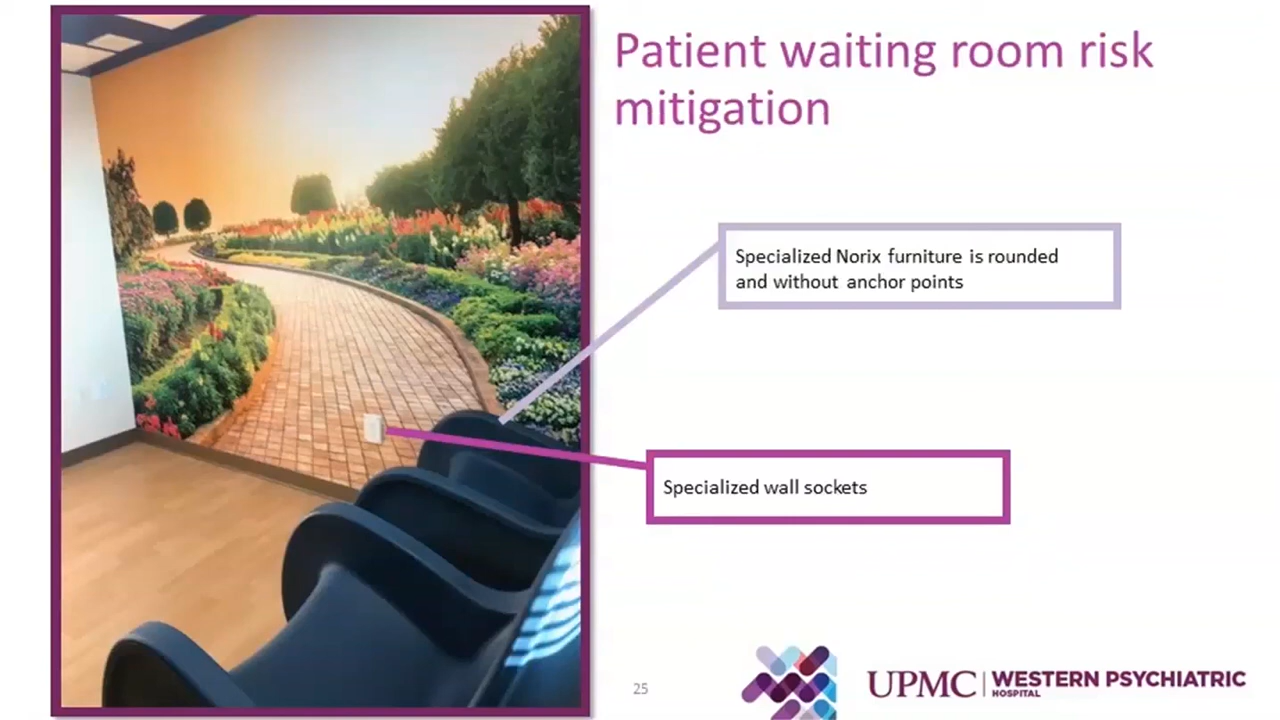 Patient waiting room risk
mitigation
Specialized Norix furniture is rounded
and without anchor points
Specialized wall sockets
25
UPMC WESTERN PSYCHIATRIC
HOSPITAL